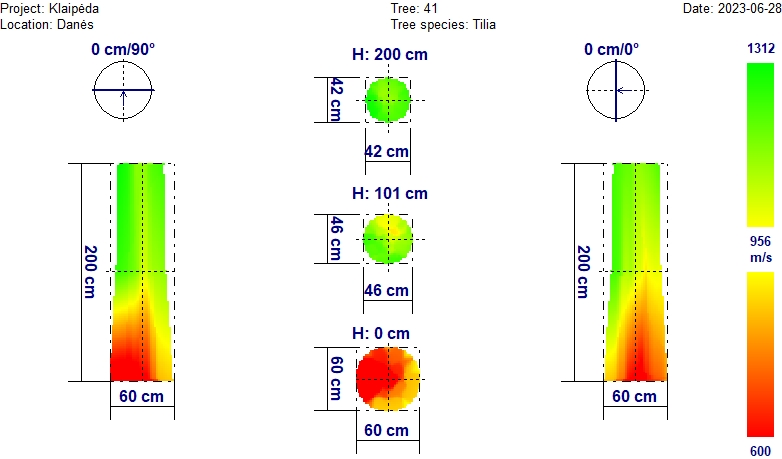 Project: Klaipėda
Tree: 41
Date: 2023-06-28
Location: Danės
Tree species: Tilia
0 cm/90°
H: 200 cm
0 cm/0°
1312
42 cm
42 cm
H: 101 cm
46 cm
46 cm
200 cm
200 cm
956
m/s
H: 0 cm
60 cm
60 cm
60 cm
60 cm
600